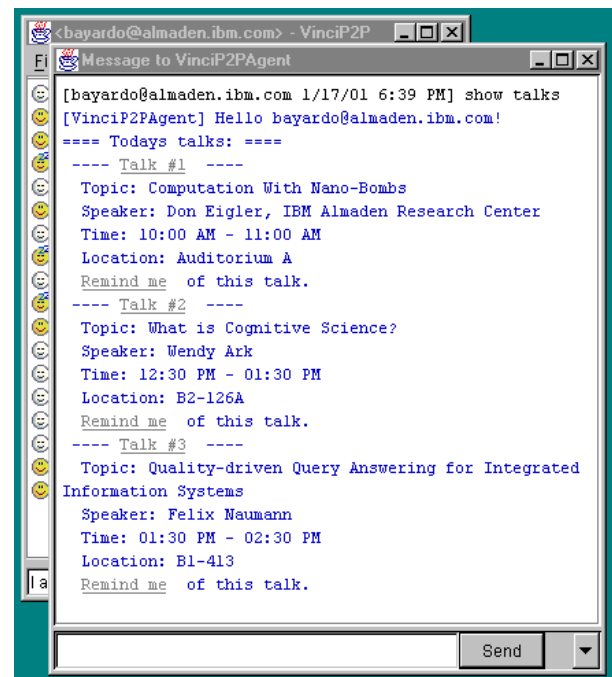 <bayardo@almaden.ibm.com> - VinciP2P
Fi
Message to VinciP2PAgent
[bayardo@almaden.ibm.com 1/17/01 6:39 PM] show talks
[VinciP2PAgent] Hello bayardo@almaden.ibm.com!
==== Todays talks: ====
---- Talk #1 ----
Topic: Computation With Nano-Bombs
Speaker: Don Eigler, IBM Almaden Research Center
Time: 10:00 AM - 11:00 AM
Location: Auditorium A
Remind me of this talk.
---- Talk #2 ----
Topic: What is Cognitive Science?
Speaker: Wendy Ark
Time: 12:30 PM - 01:30 PM
Location: B2-126A
Remind me of this talk.
---- Talk #3 ----
Topic: Quality-driven Query Answering for Integrated
Information Systems
Speaker: Felix Naumann
Time: 01:30 PM - 02:30 PM
Location: B1-413
Remind me of this talk.
I a
Send